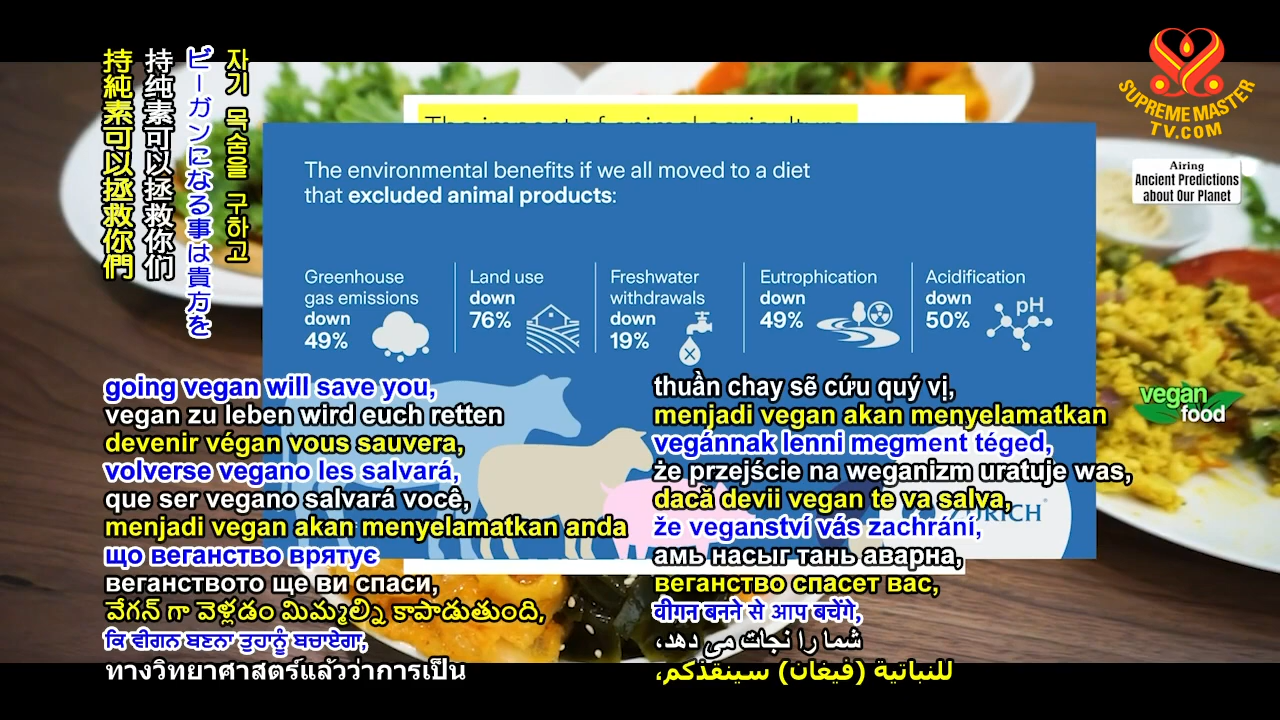 자기 목숨을 구하고
ビーガンになる事は貴方を
持纯素可以拯救你们
持純素可以拯救你們
SUPREME MASTER
TV.COM
Airing
Ancient Predictions
about Our Planet
The impact of animal agriculture
The environmental benefits if we all moved to a diet
that excluded animal products:
Greenhouse
gas emissions
down
49%
Land use
down
76%
Freshwater
withdrawals
down
19%
Eutrophication
down
49%
Acidification
down
50%
pH
vegan
food
ZURICH
going vegan will save you,
vegan zu leben wird euch retten
devenir végan vous sauvera,
volverse vegano les salvará,
que ser vegano salvará você,
menjadi vegan akan menyelamatkan anda
що веганство врятує
веганството ще ви спаси,
వేగన్ గా వెళ్లడం మిమ్మల్ని కాపాడుతుంది,
ਕਿ ਵੀਗਨ ਬਣਨਾ ਤੁਹਾਨੂੰ ਬਚਾਏਗਾ,
ทางวิทยาศาสตร์แล้วว่าการเป็น
thuần chay sẽ cứu quý vị,
menjadi vegan akan menyelamatkan
vegánnak lenni megment téged,
że przejście na weganizm uratuje was,
dacă devii vegan te va salva,
že veganství vás zachrání,
амь насыг тань аварна,
веганство спасет вас,
वीगन बनने से आप बचेंगे,
شما را نجات می دهد،
للنباتية (فيغان) سينقذكم،